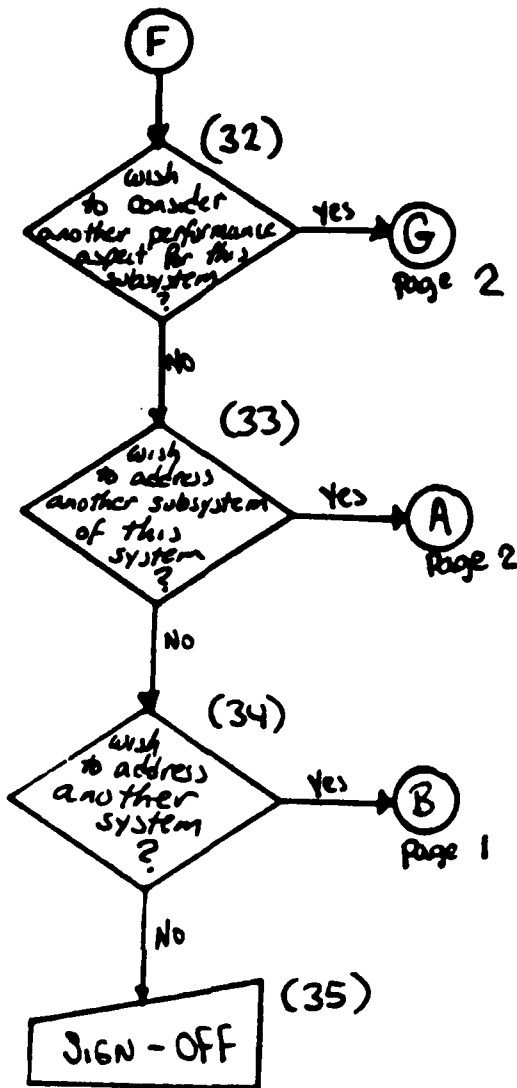 F
(32)
wish
to consider
another performance
aspect for this
subsystem
?
Yes
G
Page 2
No
(33)
wish
to address
another subsystem
of this
system
?
Yes
A
Page 2
No
(34)
wish
to address
another
system
?
Yes
B
Page 1
No
(35)
SIGN-OFF